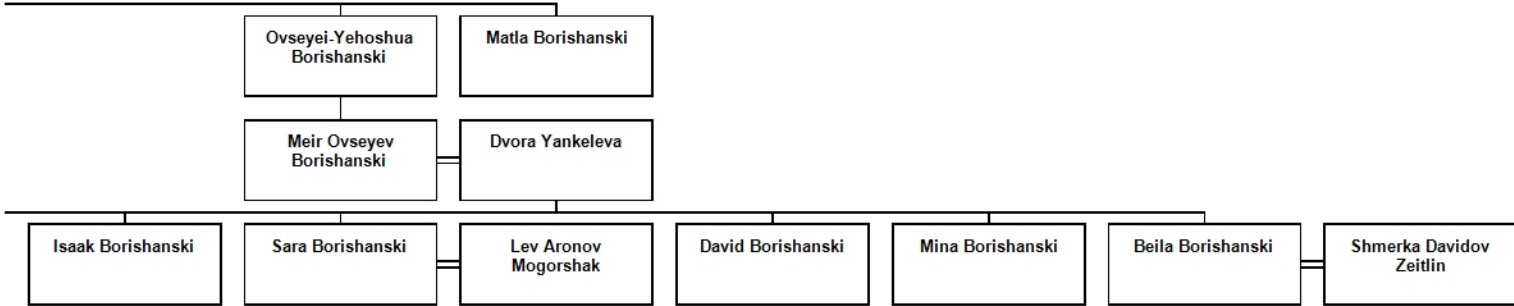 Ovseyei-Yehoshua
Borishanski
Matla Borishanski
Meir Ovseyev
Borishanski
Dvora Yankeleva
Isaak Borishanski
Sara Borishanski
Lev Aronov
Mogorshak
David Borishanski
Mina Borishanski
Beila Borishanski
Shmerka Davidov
Zeitlin